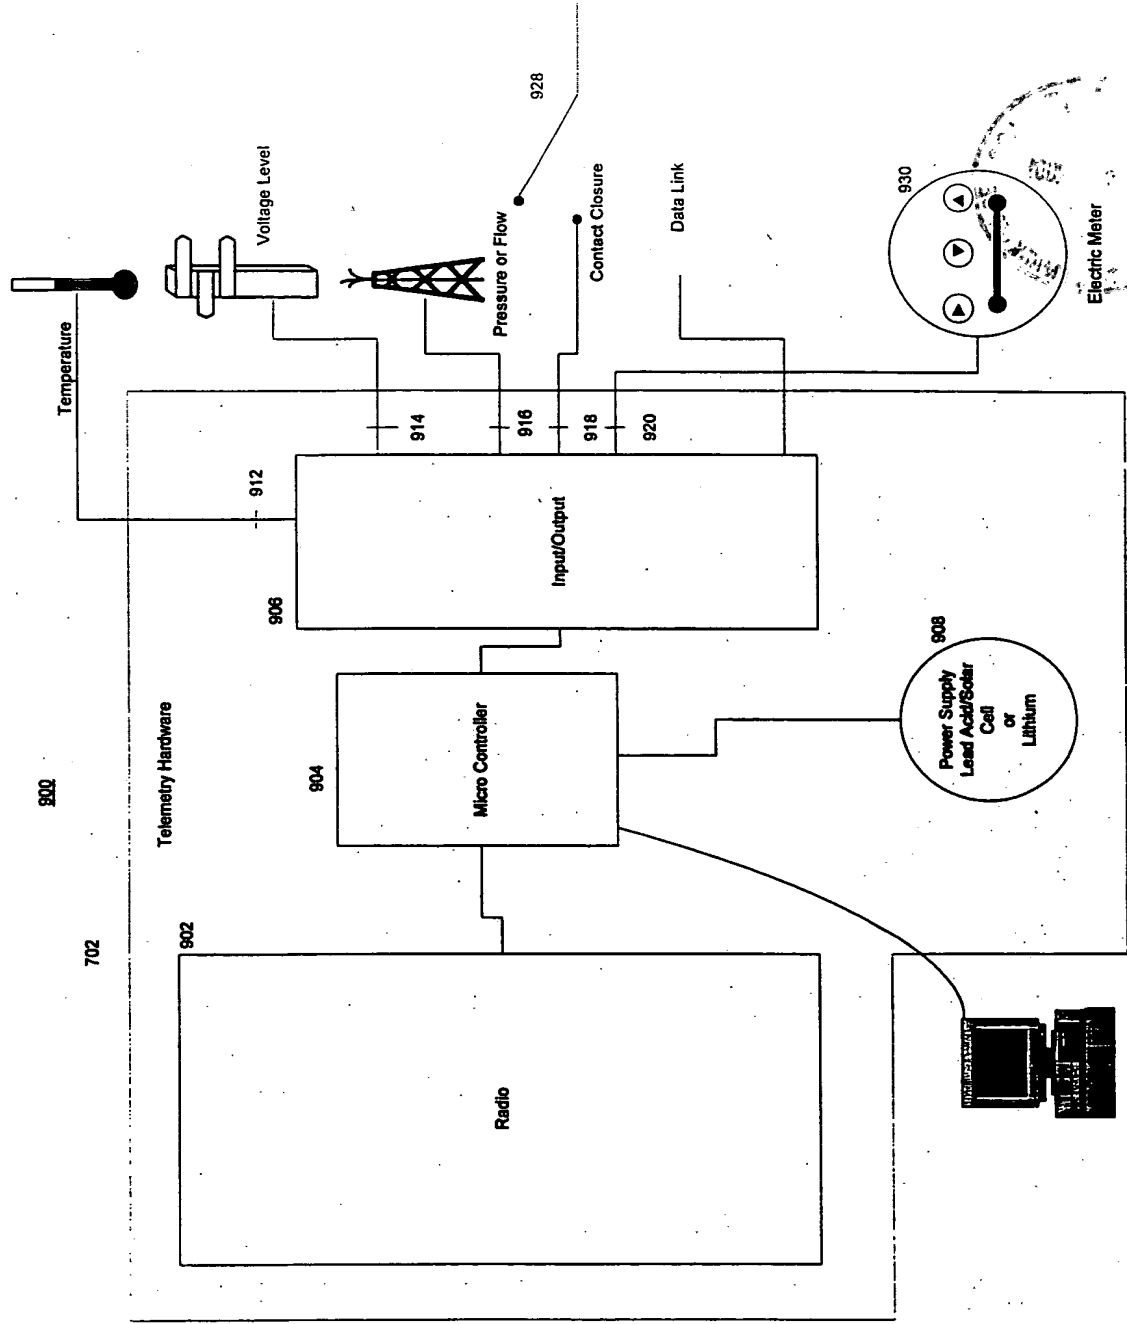 900
702
Telemetry Hardware
902
Radio
904
Micro Controller
906
Input/Output
908
Power Supply
Lead Acid/Solar
Cell
or
Lithium
912
914
916
918
920
Temperature
Voltage Level
Pressure or Flow
928
Contact Closure
Data Link
930
Electric Meter